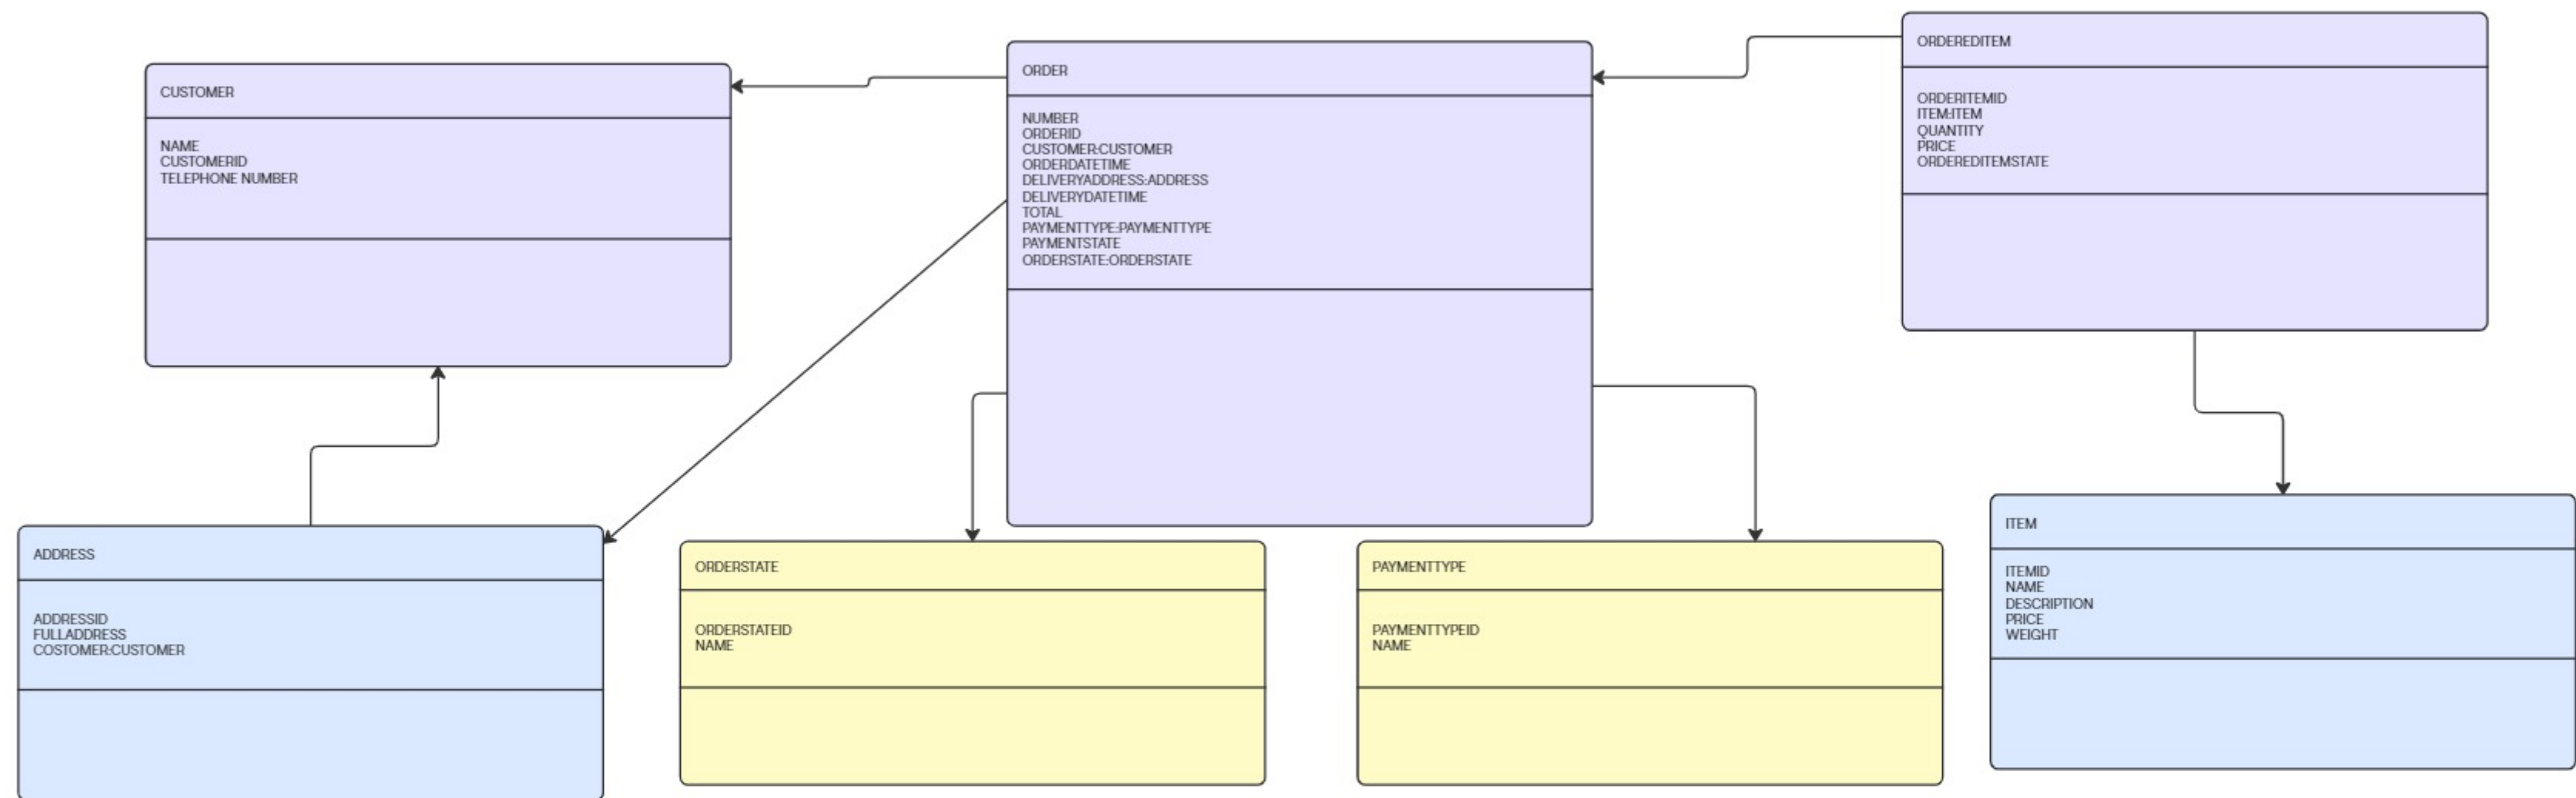 CUSTOMER
NAME
CUSTOMERID
TELEPHONE NUMBER
ORDER
NUMBER
ORDERID
CUSTOMER:CUSTOMER
ORDERDATETIME
DELIVERYADDRESS:ADDRESS
DELIVERYDATETIME
TOTAL
PAYMENTTYPE:PAYMENTTYPE
PAYMENTSTATE
ORDERSTATE:ORDERSTATE
ORDEREDITEM
ORDERITEMID
ITEM:ITEM
QUANTITY
PRICE
ORDEREDITEMSTATE
ADDRESS
ADDRESSID
FULLADDRESS
COSTOMER:CUSTOMER
ORDERSTATE
ORDERSTATEID
NAME
PAYMENTTYPE
PAYMENTTYPEID
NAME
ITEM
ITEMID
NAME
DESCRIPTION
PRICE
WEIGHT